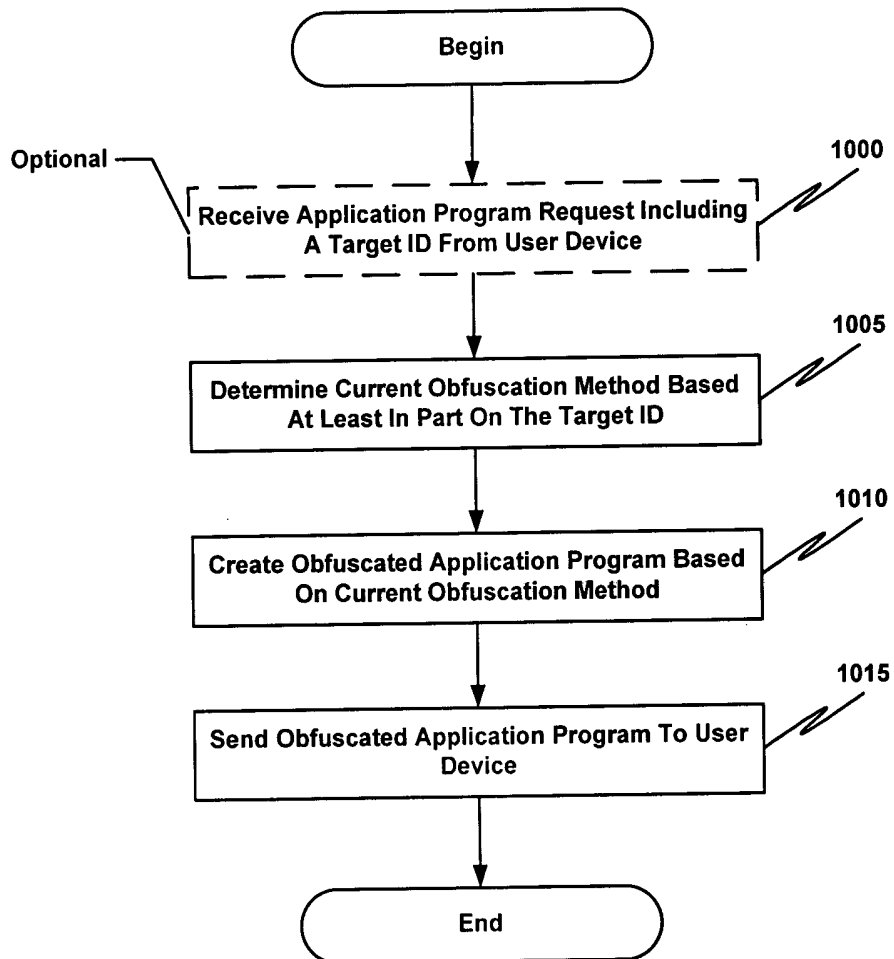 Begin
Optional
1000
Receive Application Program Request Including
A Target ID From User Device
1005
Determine Current Obfuscation Method Based
At Least In Part On The Target ID
1010
Create Obfuscated Application Program Based
On Current Obfuscation Method
1015
Send Obfuscated Application Program To User
Device
End